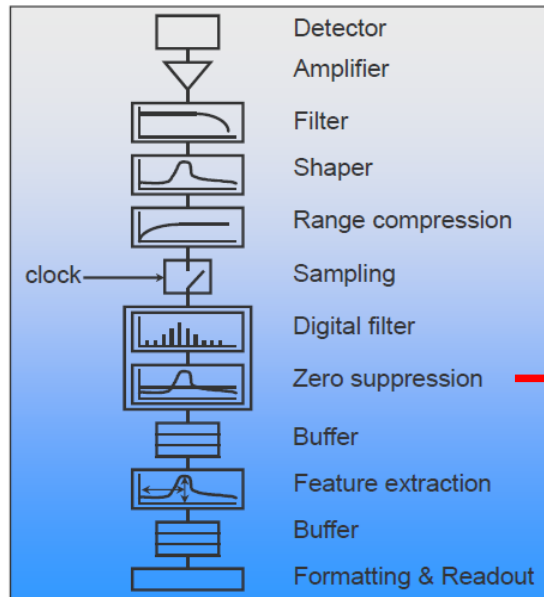 Detector
Amplifier
Filter
Shaper
Range compression
clock
Sampling
Digital filter
Zero suppression
Buffer
Feature extraction
Buffer
Formatting & Readout